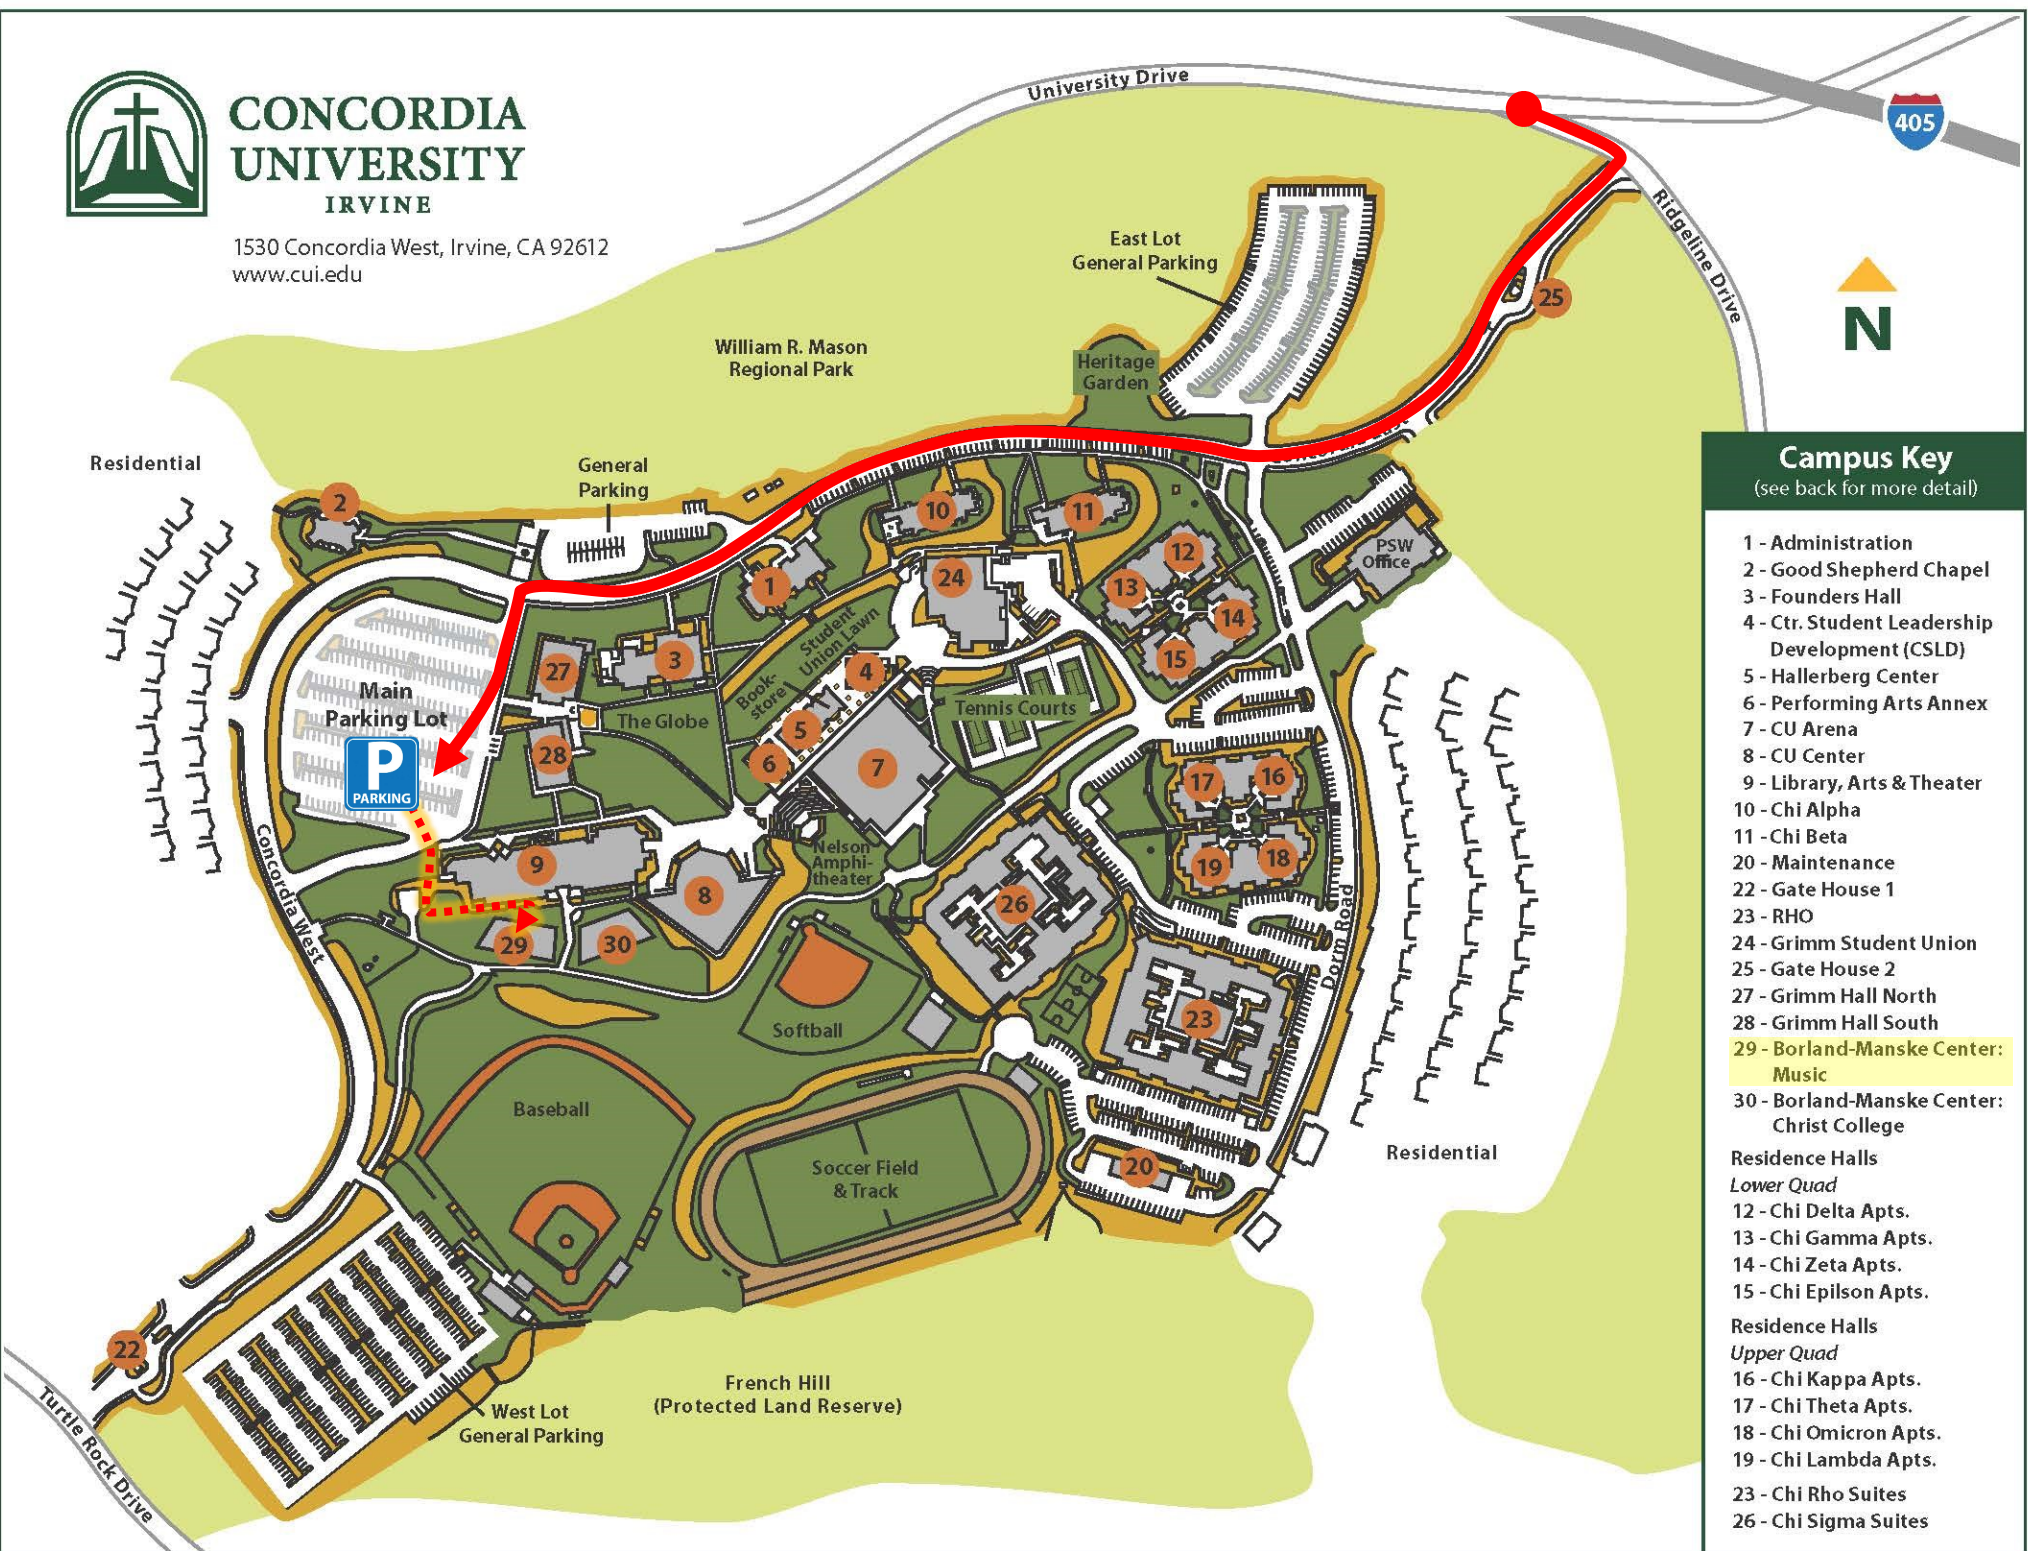 CONCORDIA
UNIVERSITY
IRVINE
1530 Concordia West, Irvine, CA 92612
www.cui.edu
University Drive
405
Ridgeline Drive
East Lot
General Parking
25
N
William R. Mason
Regional Park
Heritage
Garden
Residential
General
Parking
2
10
11
12
PSW
Office
1
24
13
14
Student
Union Lawn
15
27
3
4
Book-
store
Main
Parking Lot
The Globe
Tennis Courts
5
28
6
7
17
16
P
PARKING
Concordia West
9
Nelson
Amphi-
theater
19
18
8
26
Dorm Road
29
30
Softball
23
Baseball
Soccer Field
& Track
20
Residential
22
French Hill
(Protected Land Reserve)
West Lot
General Parking
Turtle Rock Drive
Campus Key
(see back for more detail)
1 - Administration
2 - Good Shepherd Chapel
3 - Founders Hall
4 - Ctr. Student Leadership
Development (CSLD)
5 - Hallerberg Center
6 - Performing Arts Annex
7 - CU Arena
8 - CU Center
9 - Library, Arts & Theater
10 - Chi Alpha
11 - Chi Beta
20 - Maintenance
22 - Gate House 1
23 - RHO
24 - Grimm Student Union
25 - Gate House 2
27 - Grimm Hall North
28 - Grimm Hall South
29 - Borland-Manske Center:
Music
30 - Borland-Manske Center:
Christ College
Residence Halls
Lower Quad
12 - Chi Delta Apts.
13 - Chi Gamma Apts.
14 - Chi Zeta Apts.
15 - Chi Epilson Apts.
Residence Halls
Upper Quad
16 - Chi Kappa Apts.
17 - Chi Theta Apts.
18 - Chi Omicron Apts.
19 - Chi Lambda Apts.
23 - Chi Rho Suites
26 - Chi Sigma Suites